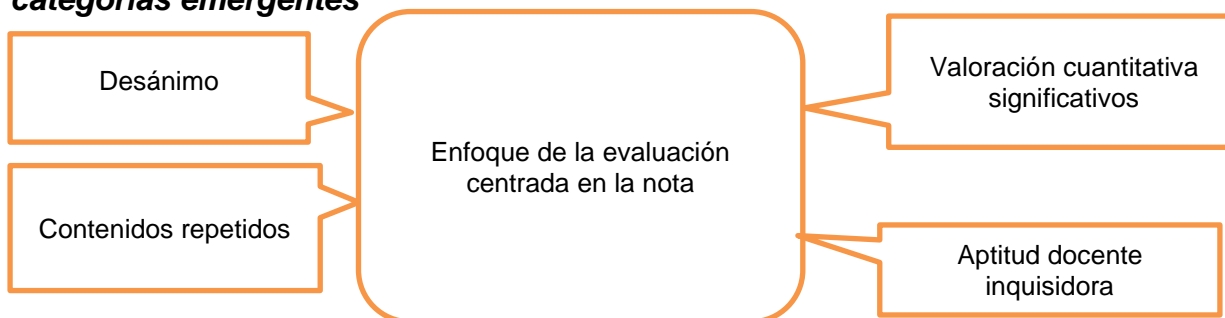 categorías emergentes
Desánimo
Contenidos repetidos
Enfoque de la evaluación
centrada en la nota
Valoración cuantitativa
significativos
Aptitud docente
inquisidora